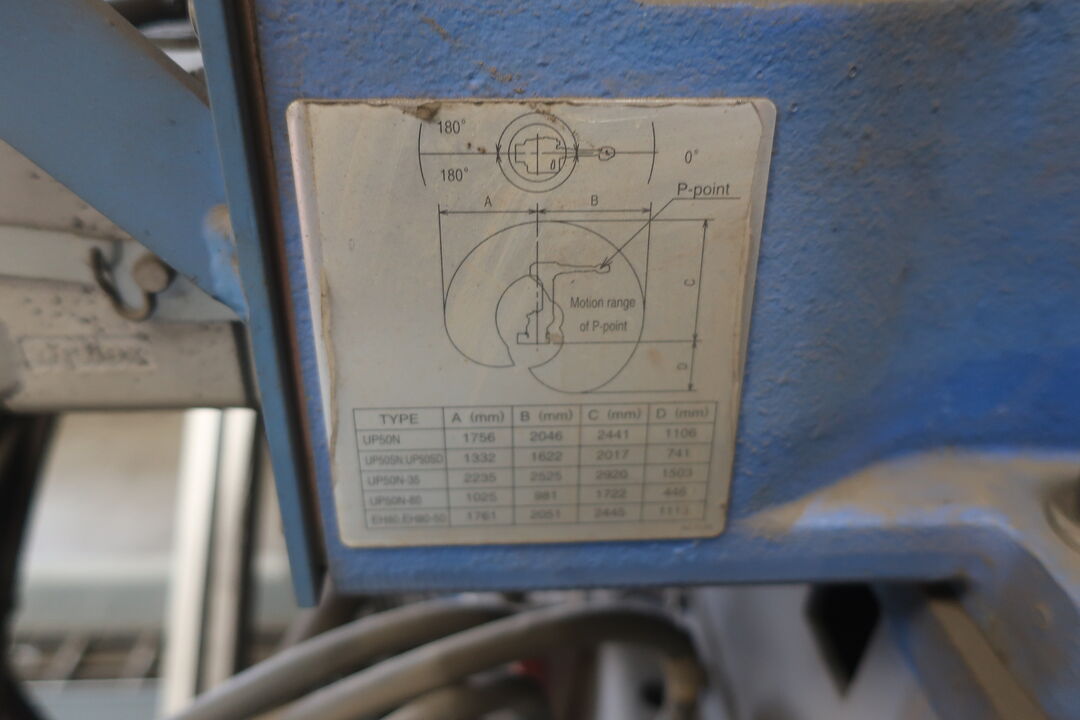 180°
180°
0°
A
B
P-point
C
Motion range
of P-point
D
TYPE A (mm) B (mm) C (mm) D (mm)
UP50N 1756 2046 2441 1106
UP50SN.UP50SD 1332 1622 2017 741
UP50N-35 2235 2525 2920 1503
UP50N-80 1025 981 1722 446
EH80.EH80-50 1761 2051 2446